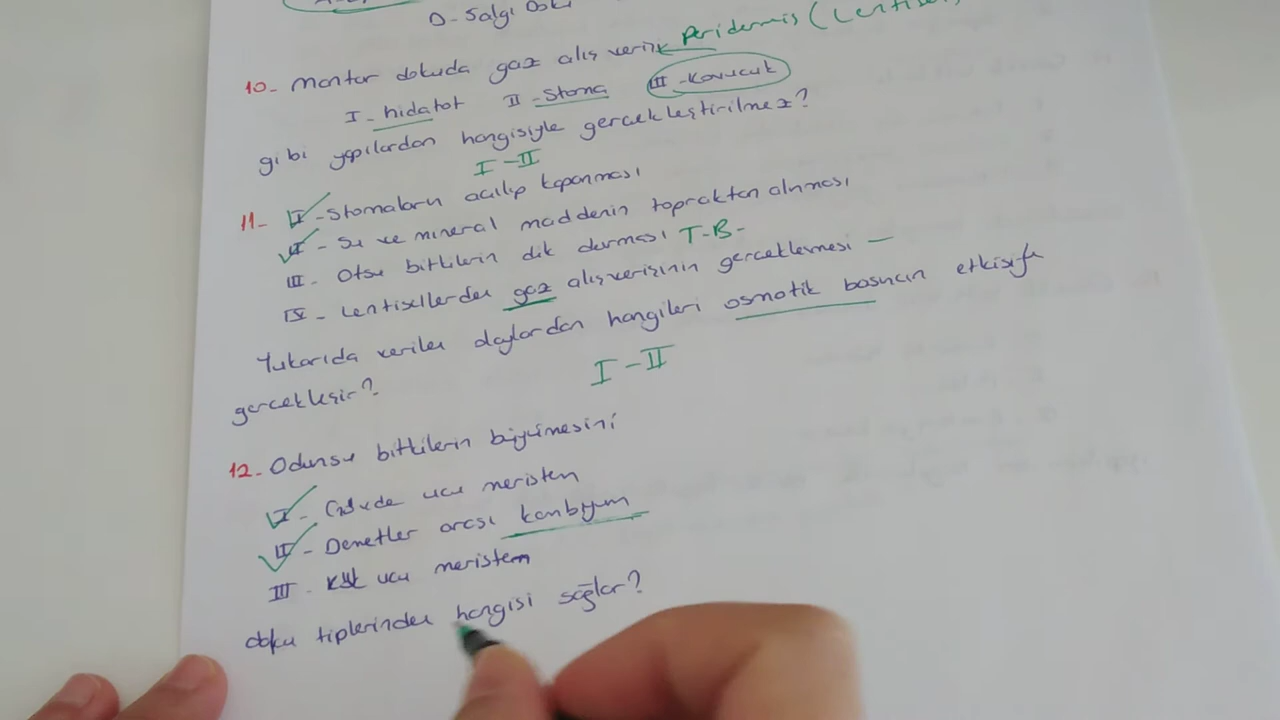 D - Salgı
10- Mantar dokuda gaz alış veriş Peridermis (Lentisel
I - hidatot II - Stoma III - Kovucuk
gibi yapılardan hangisiyle gerçekleştirilmez?
I - II
11- I - Stomaların açılıp kapanması
II - Su ve mineral maddenin topraktan alınması
III - Otsu bitkilerin dik durması T-B-
IV - Lentisellerden gaz alışverişinin gerçeklevmesi -
Yukarıda verilen olaylardan hangileri osmotik basıncın etkisiyle
gerçekleşir?
I - II
12- Odunsu bitkilerin büyümesini
I - Gövde ucu meristem
II - Demetler arası kambiyum
III - Kök ucu meristem
doku tiplerinden hangisi sağlar?